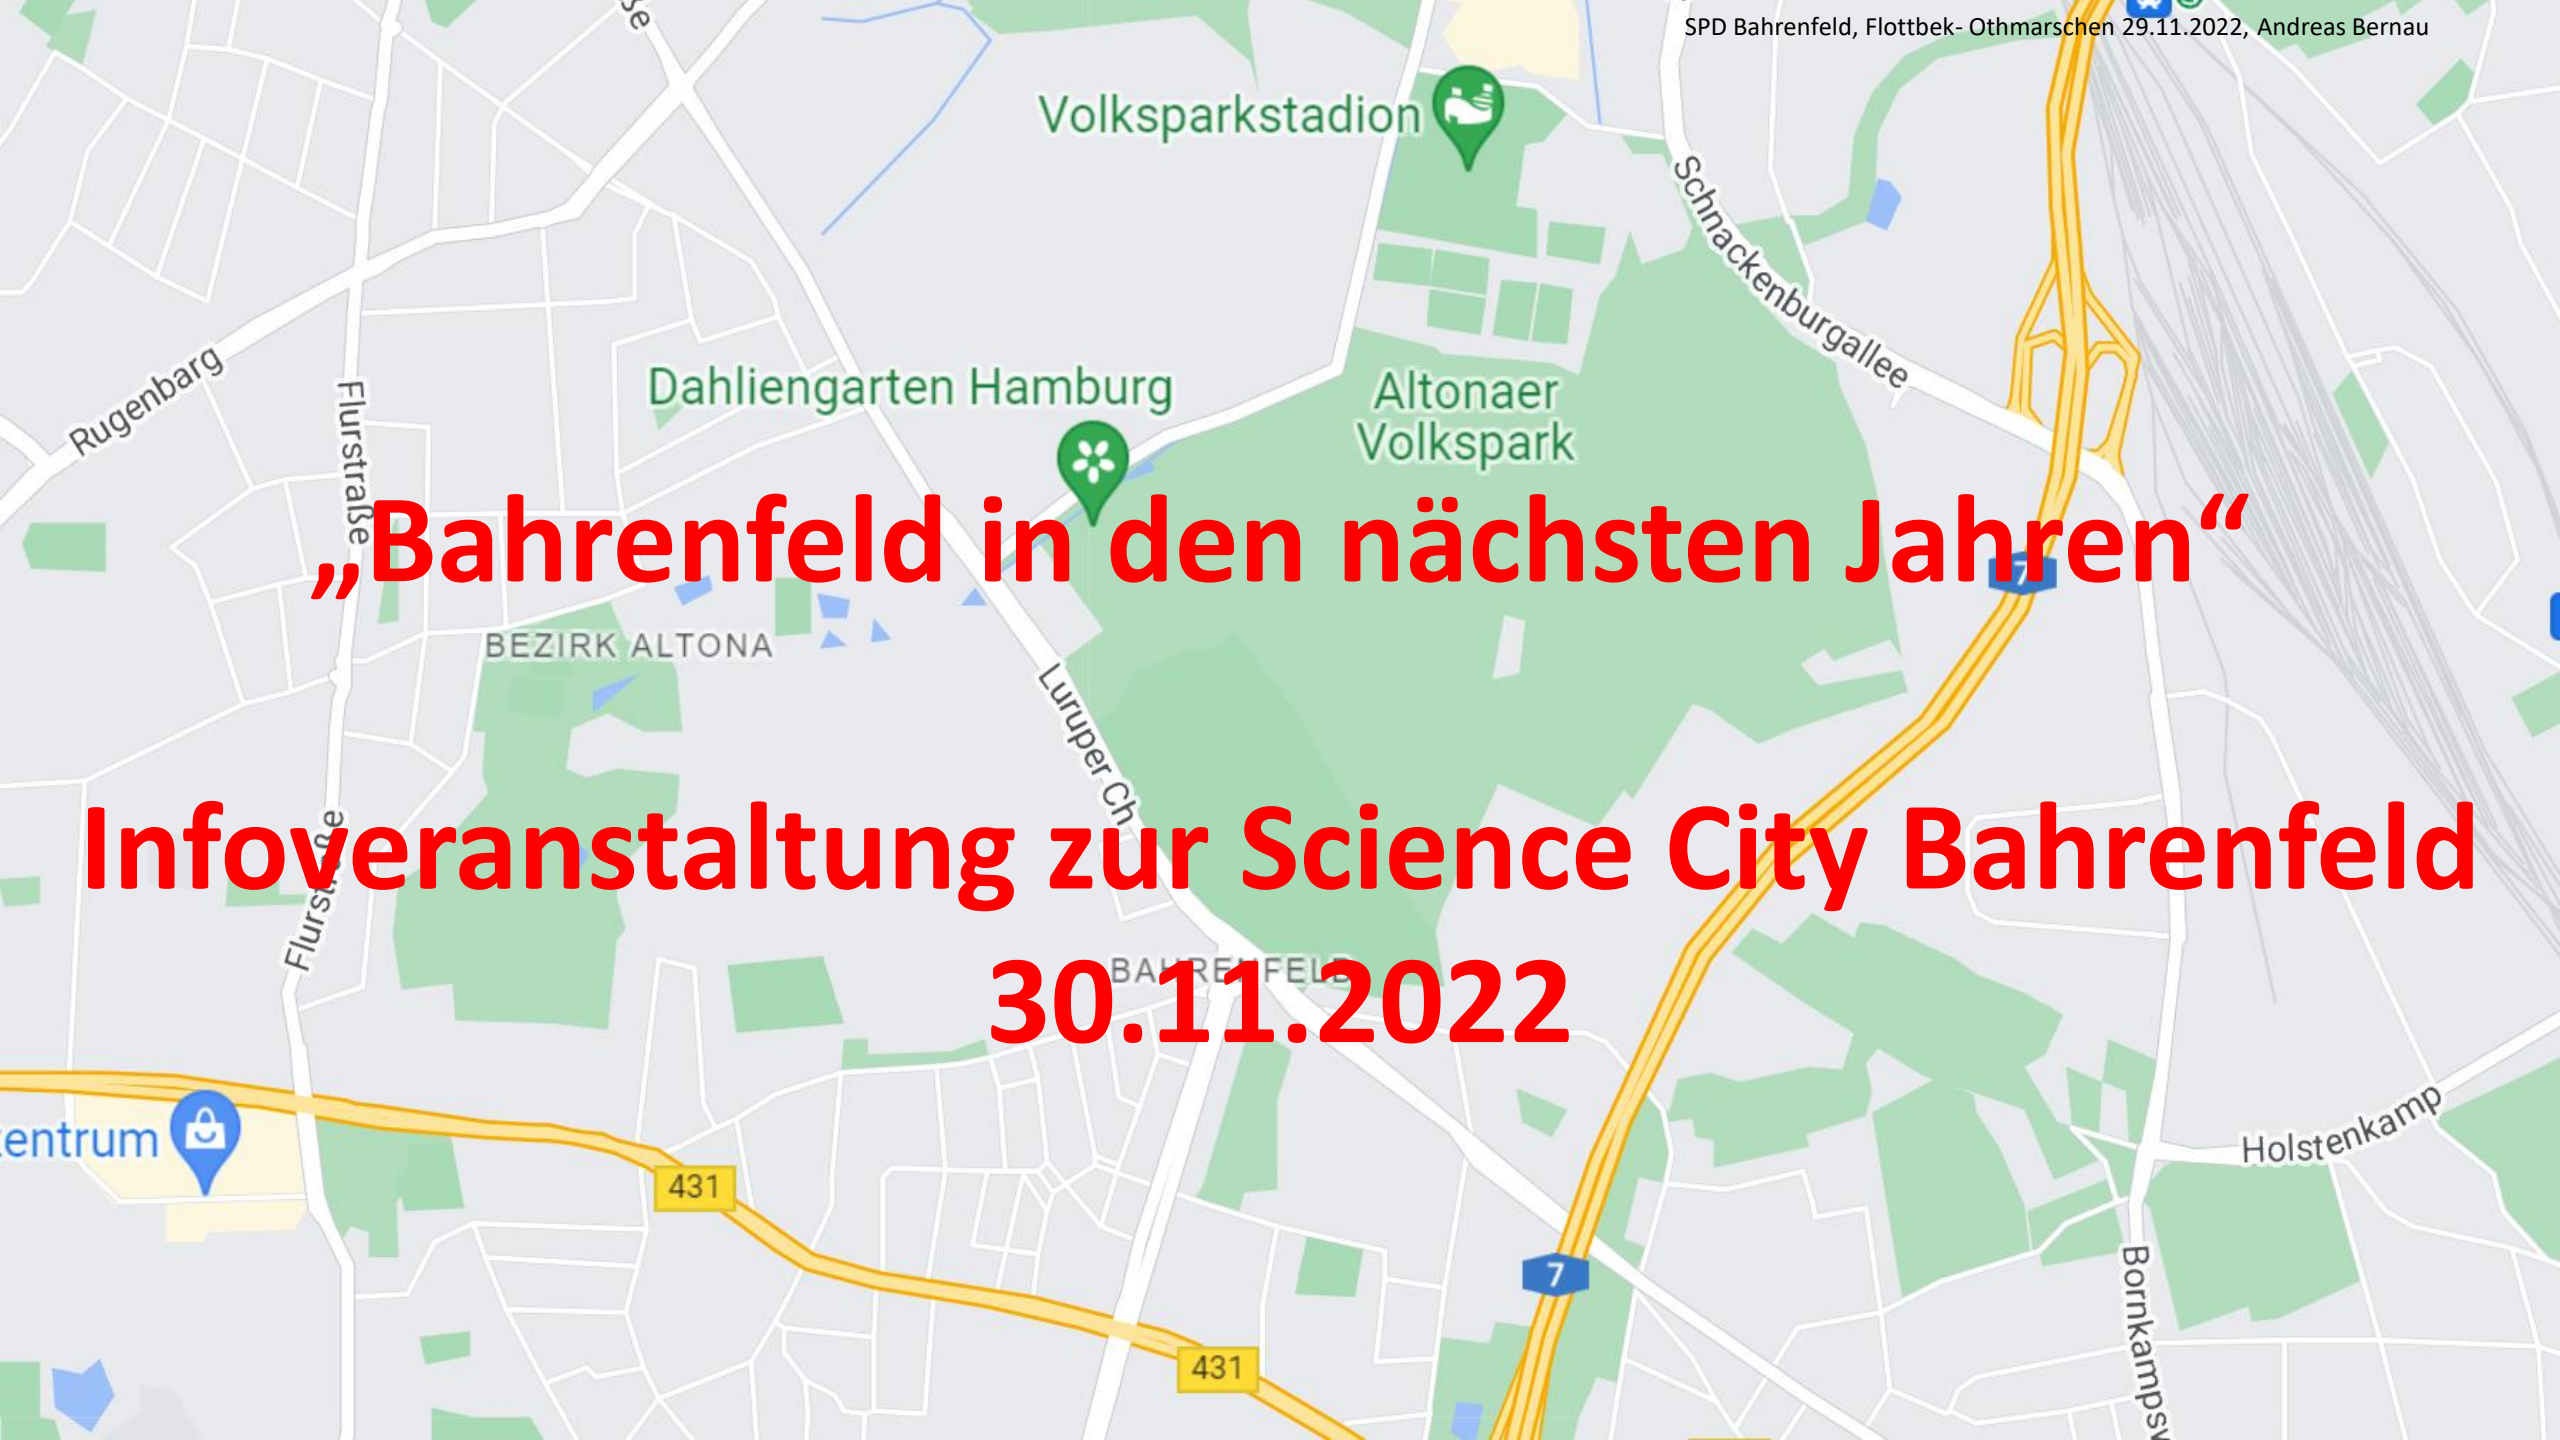 SPD Bahrenfeld, Flottbek- Othmarschen 29.11.2022, Andreas Bernau
Volksparkstadion
Schnackenburgallee
Dahliengarten Hamburg
Altonaer
Volkspark
Rugenbarg
Flurstraße
„Bahrenfeld in den nächsten Jahren“
7
BEZIRK ALTONA
Luruper Ch
Infoveranstaltung zur Science City Bahrenfeld
Flurstraße
BAHRENFELD
30.11.2022
entrum
Holstenkamp
431
7
Bornkampsw
431